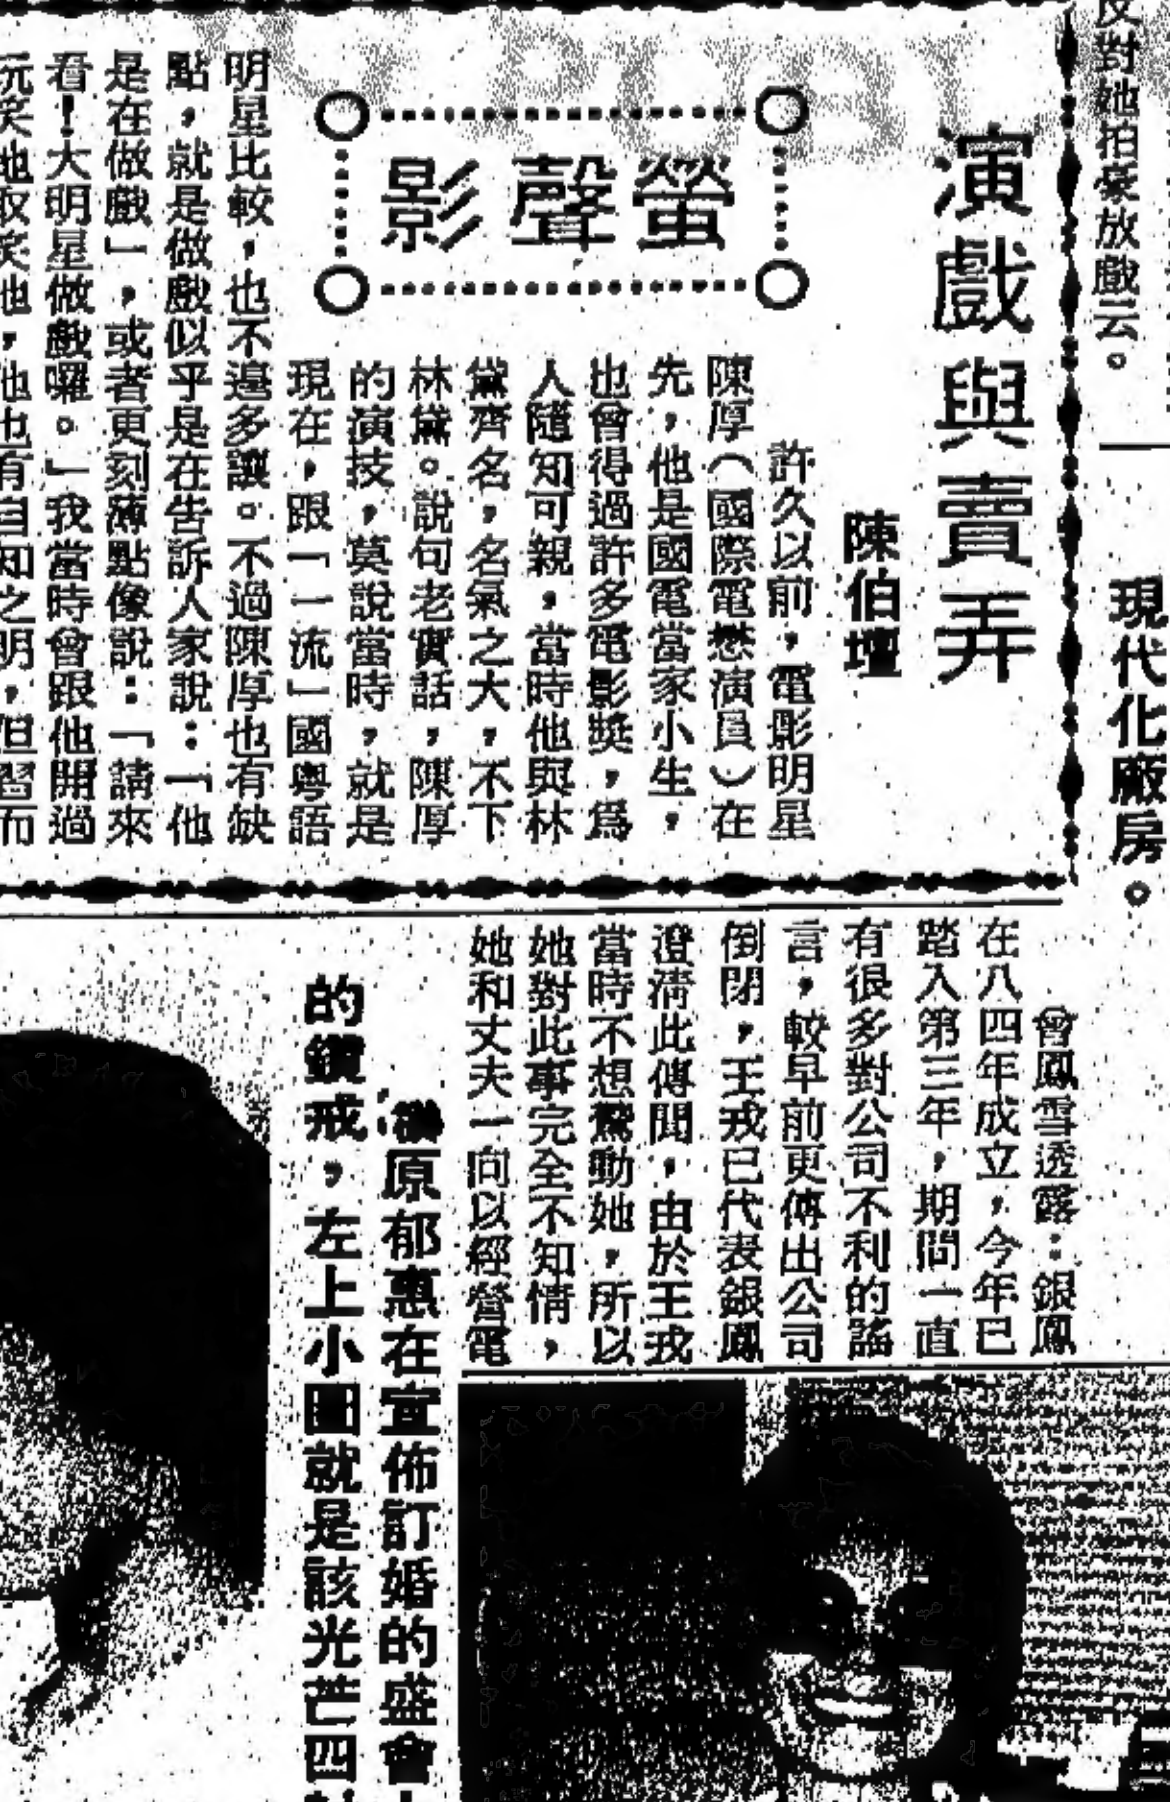 反對她拍豪放戲云。
現代化廠房。
演戲與賣弄
陳伯壇
螢聲影
許久以前，電影明星
陳厚（國際電懋演員）在
先，他是國電當家小生，
也曾得過許多電影獎，爲
人隨知可親，當時他與林
黛齊名，名氣之大，不下
林黛。說句老實話，陳厚
的演技，莫說當時，就是
現在，跟「一流」國粵語
明星比較，也不遑多讓。不過陳厚也有缺
點，就是做戲似乎是在告訴人家說：「他
是在做戲」，或者更刻薄點像說：「請來
看！大明星做戲囉。」我當時曾跟他開過
玩笑地取笑他，他也有自知之明，但習而
曾鳳雪透露：銀鳳
在八四年成立，今年已
踏入第三年，期間一直
有很多對公司不利的謠
言，較早前更傳出公司
倒閉，王戎已代表銀鳳
澄清此傳聞，由於王戎
當時不想驚動她，所以
她對此事完全不知情，
她和丈夫一向以經營電
原郁惠在宣佈訂婚的盛會
的鑽戒，左上小圖就是該光芒四